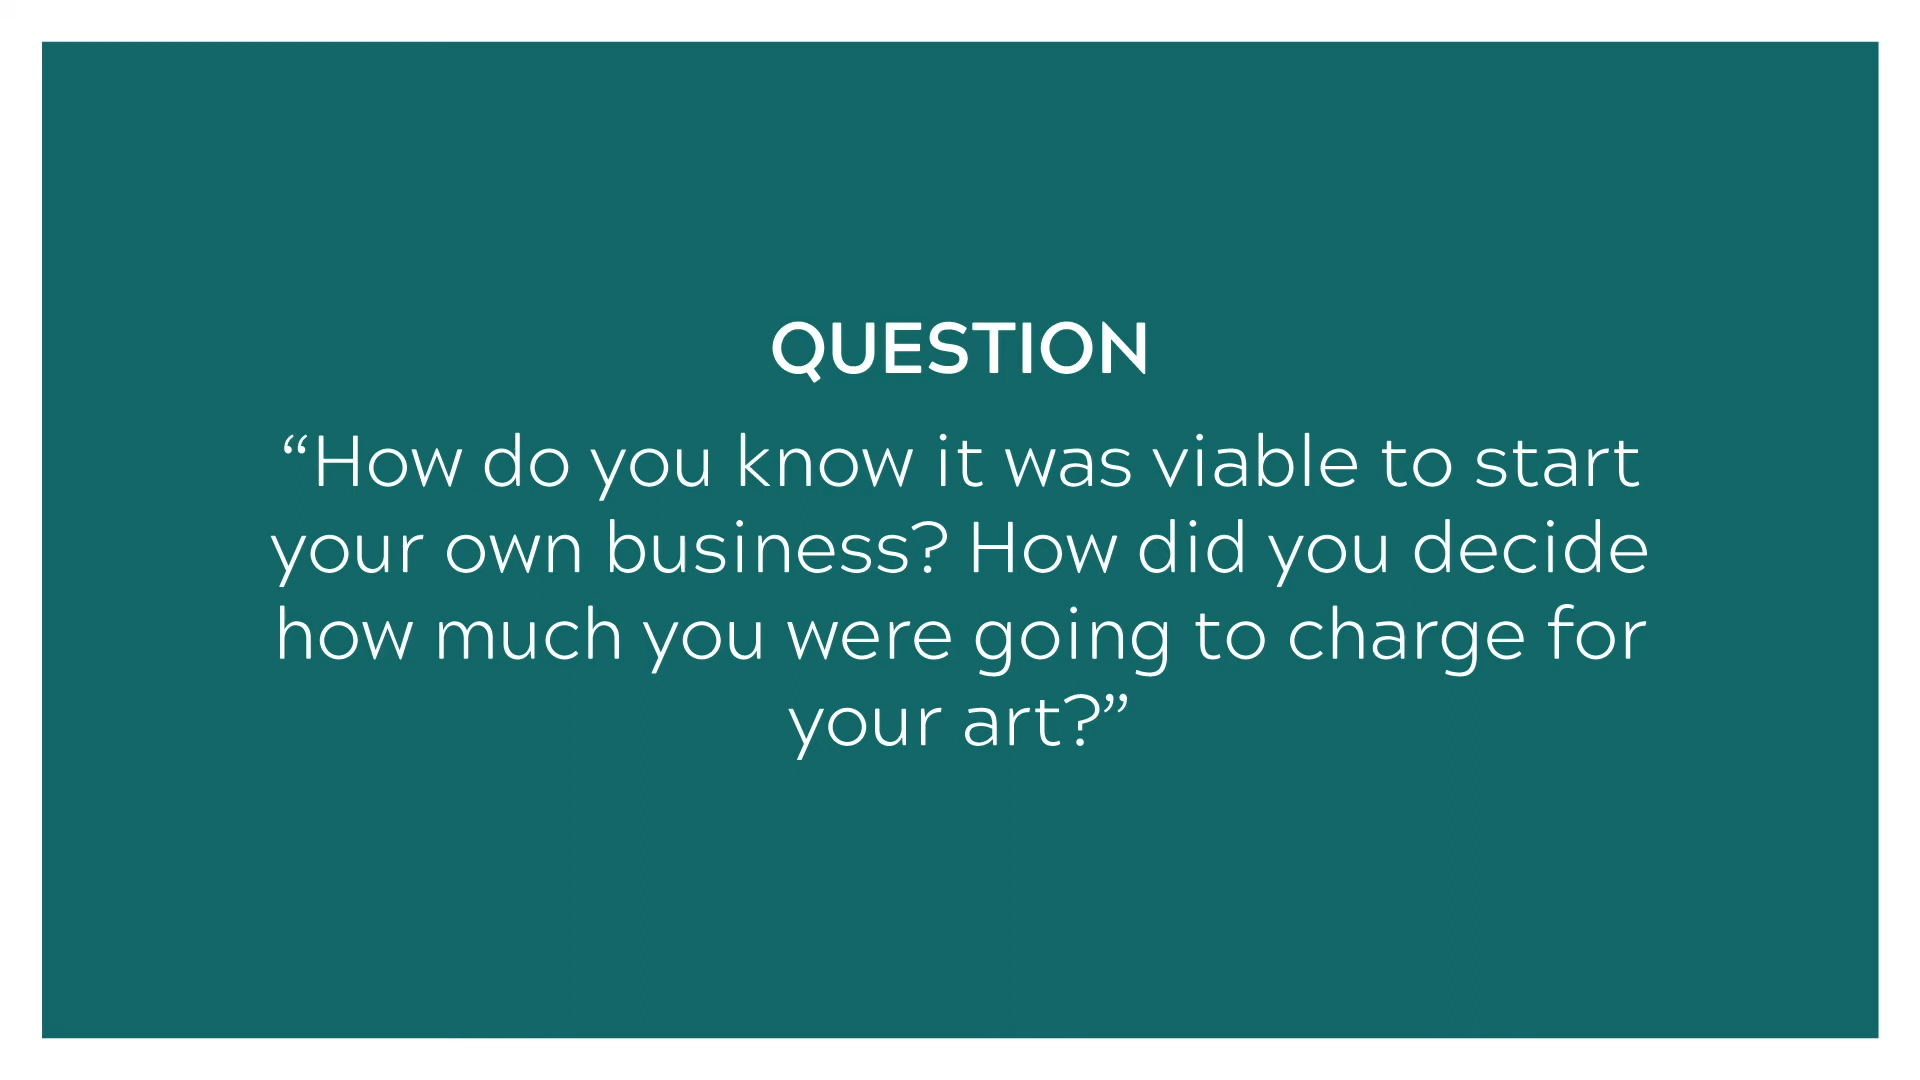 QUESTION
“How do you know it was viable to start
your own business? How did you decide
how much you were going to charge for
your art?”